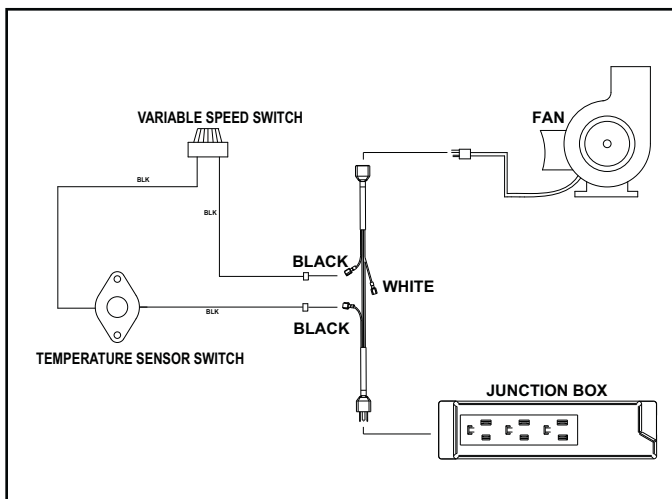 VARIABLE SPEED SWITCH
FAN
BLK
BLK
BLACK
WHITE
BLK
BLACK
TEMPERATURE SENSOR SWITCH
JUNCTION BOX